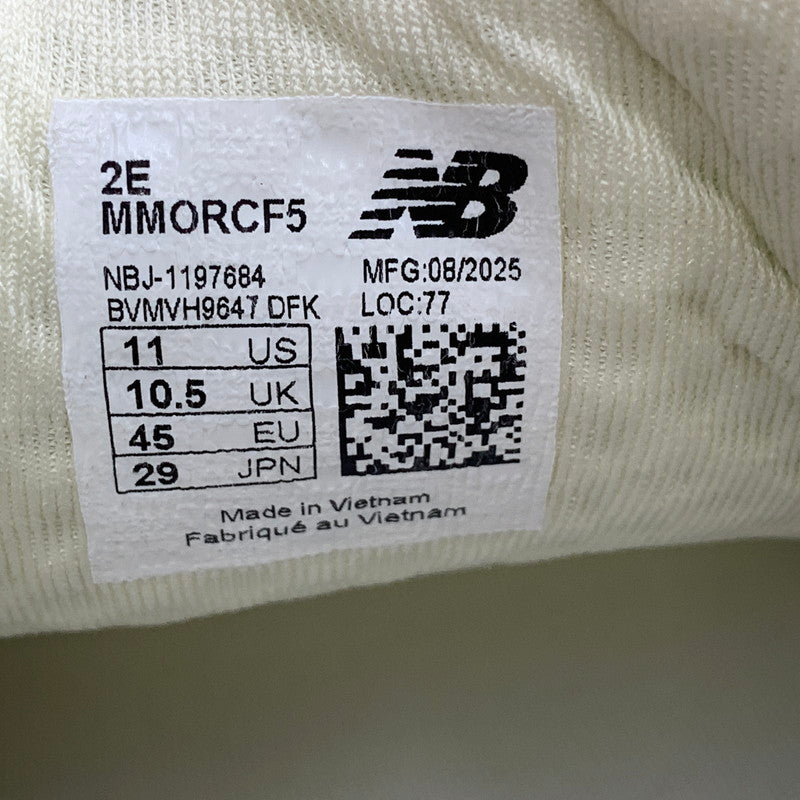 2E
MMORCF5
NB
NBJ-1197684
MFG:08/2025
BVMVH9647 DFK
LOC:77
11 US
10.5 UK
45 EU
29 JPN
Made in Vietnam
Fabriqué au Vietnam